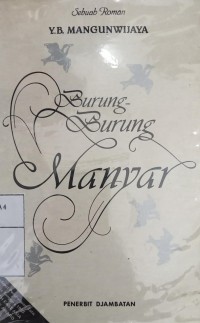 Sebuah Roman
Y.B. MANGUNWIJAYA
Burung-
Burung
Manyar
PENERBIT DJAMBATAN